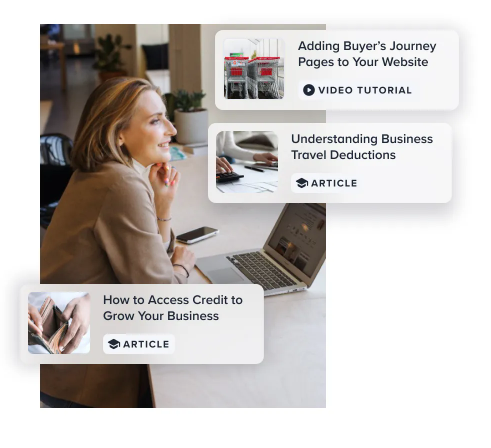 Adding Buyer's Journey
Pages to Your Website
VIDEO TUTORIAL
Understanding Business
Travel Deductions
ARTICLE
How to Access Credit to
Grow Your Business
ARTICLE